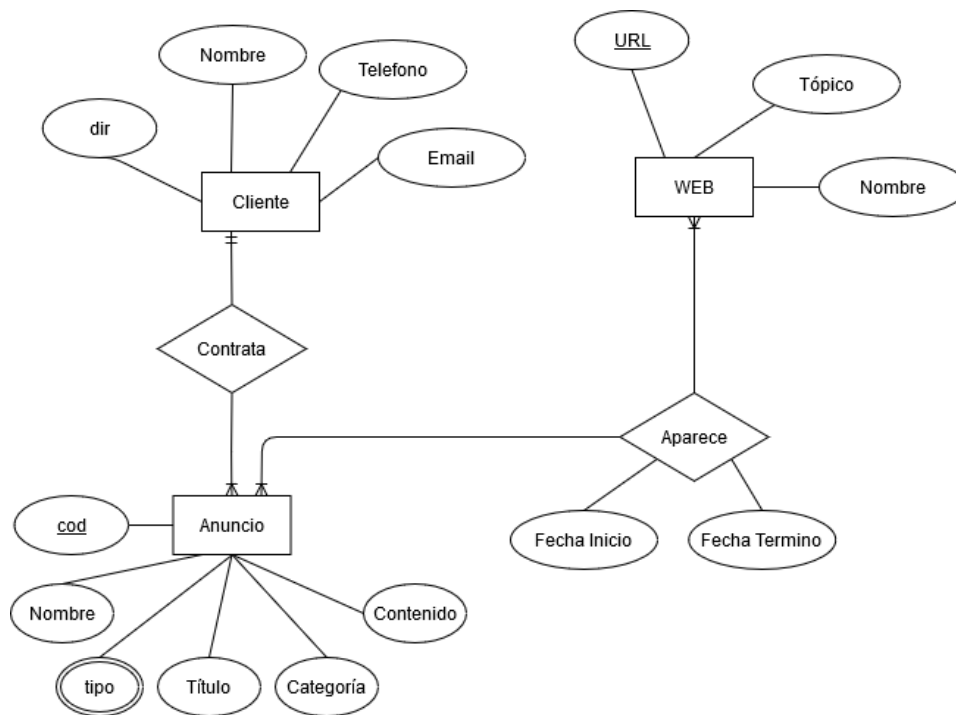 URL
Nombre
Telefono
Tópico
dir
Email
Cliente
WEB
Nombre
Contrata
Aparece
cod
Anuncio
Fecha Inicio
Fecha Termino
Nombre
Contenido
tipo
Título
Categoría